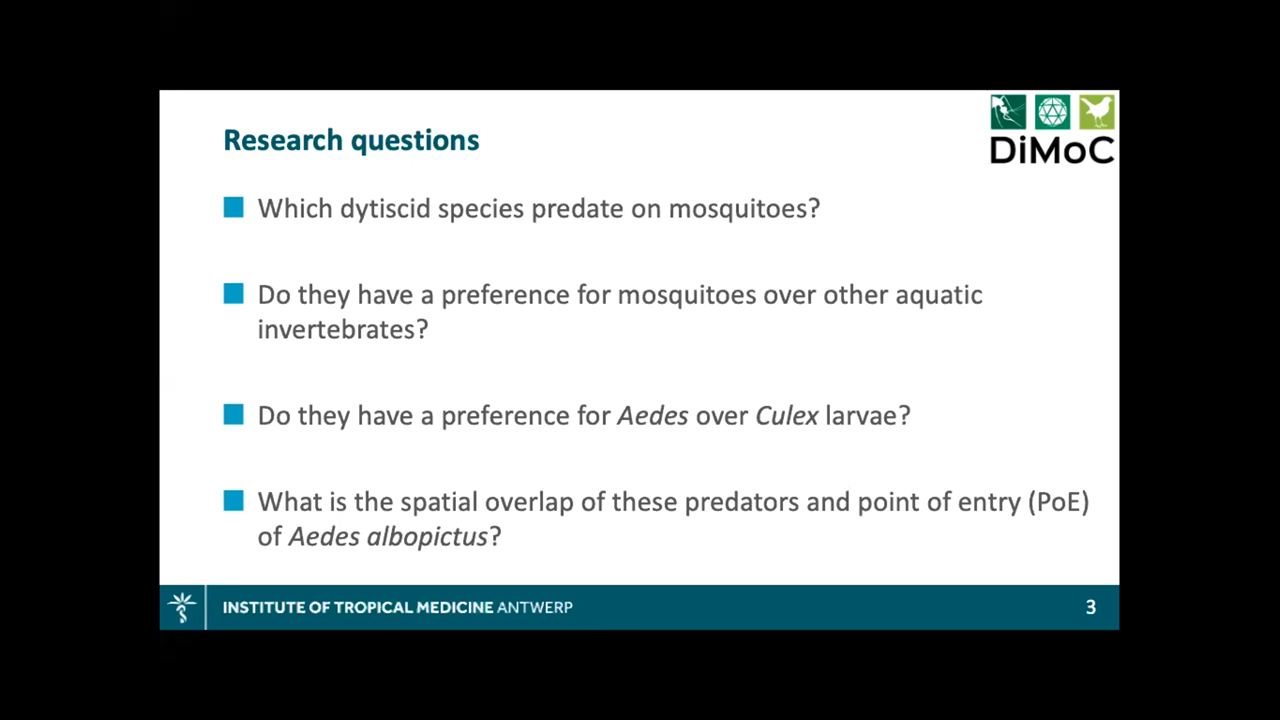 DiMoC
Research questions
Which dytiscid species predate on mosquitoes?
Do they have a preference for mosquitoes over other aquatic
invertebrates?
Do they have a preference for Aedes over Culex larvae?
What is the spatial overlap of these predators and point of entry (PoE)
of Aedes albopictus?
INSTITUTE OF TROPICAL MEDICINE ANTWERP
3